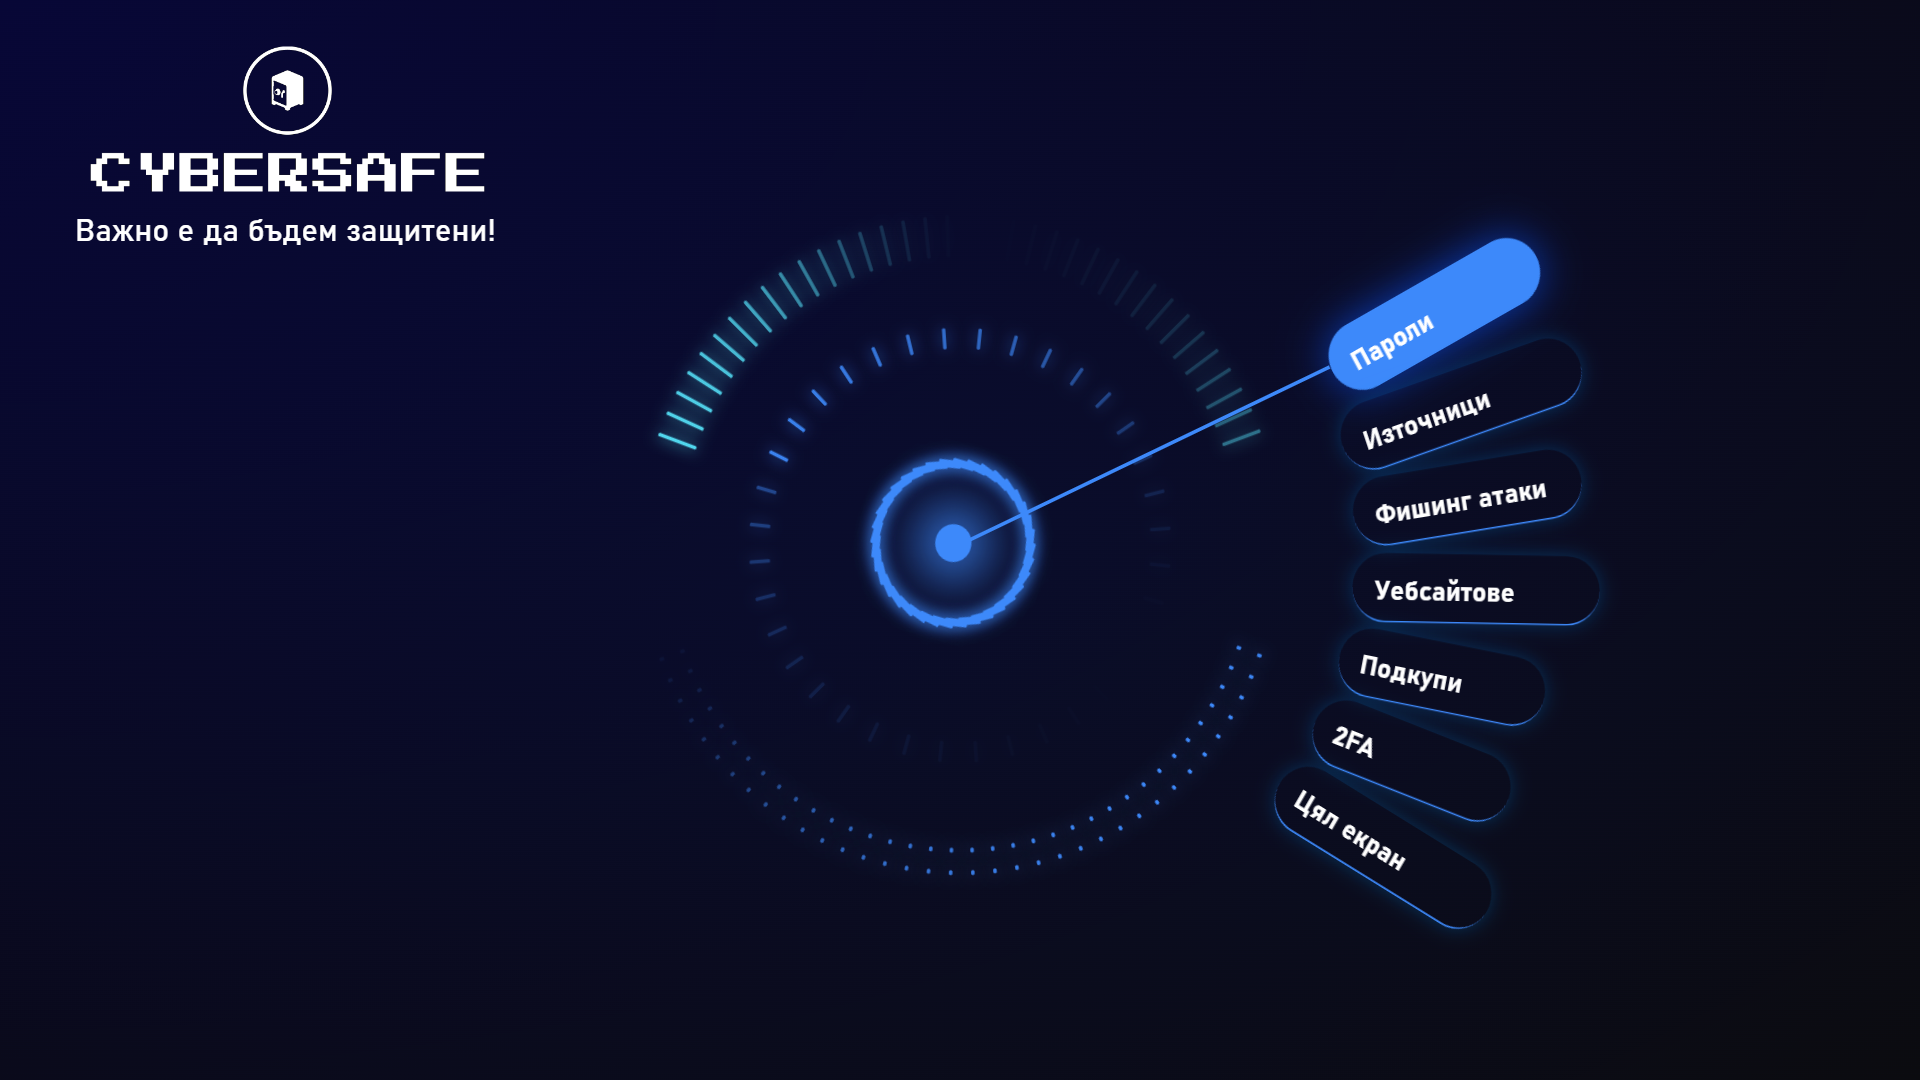 CYBERSAFE
Важно е да бъдем защитени!
Пароли
Източници
Фишинг атаки
Уебсайтове
Подкупи
2FA
Цял екран